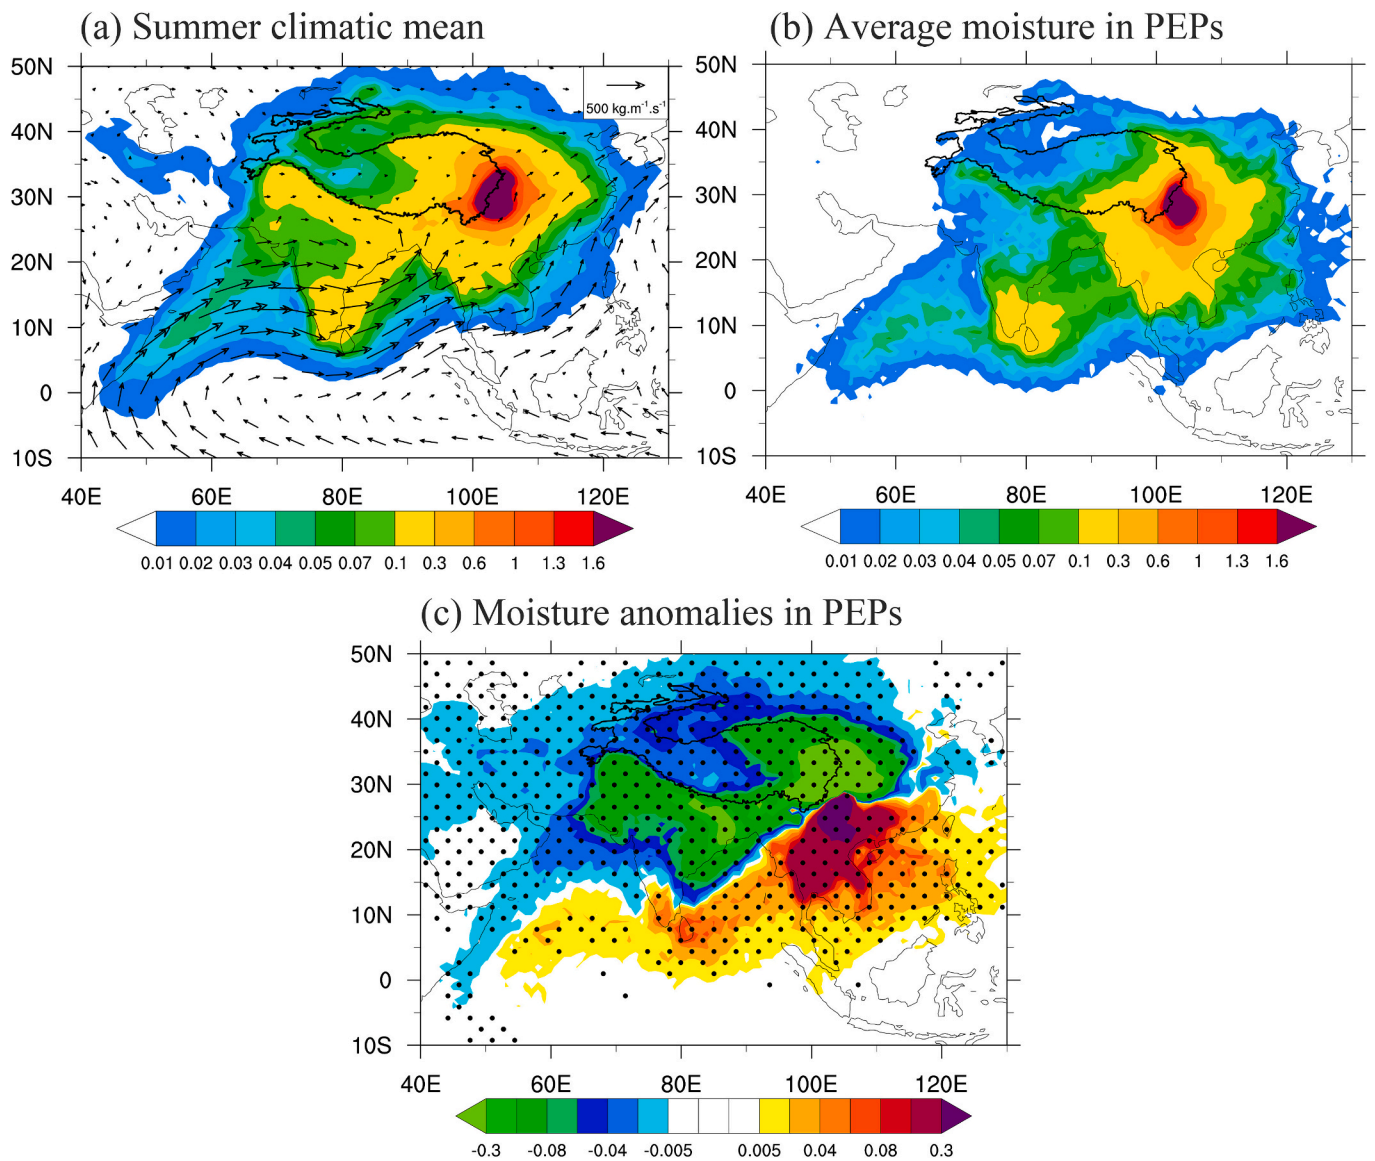 (a) Summer climatic mean
50N
40N
30N
20N
10N
0
10S
500 kg.m⁻¹.s⁻¹
40E 60E 80E 100E 120E
0.01 0.02 0.03 0.04 0.05 0.07 0.1 0.3 0.6 1 1.3 1.6
(b) Average moisture in PEPs
50N
40N
30N
20N
10N
0
10S
40E 60E 80E 100E 120E
0.01 0.02 0.03 0.04 0.05 0.07 0.1 0.3 0.6 1 1.3 1.6
(c) Moisture anomalies in PEPs
50N
40N
30N
20N
10N
0
10S
40E 60E 80E 100E 120E
-0.3 -0.08 -0.04 -0.005 0.005 0.04 0.08 0.3